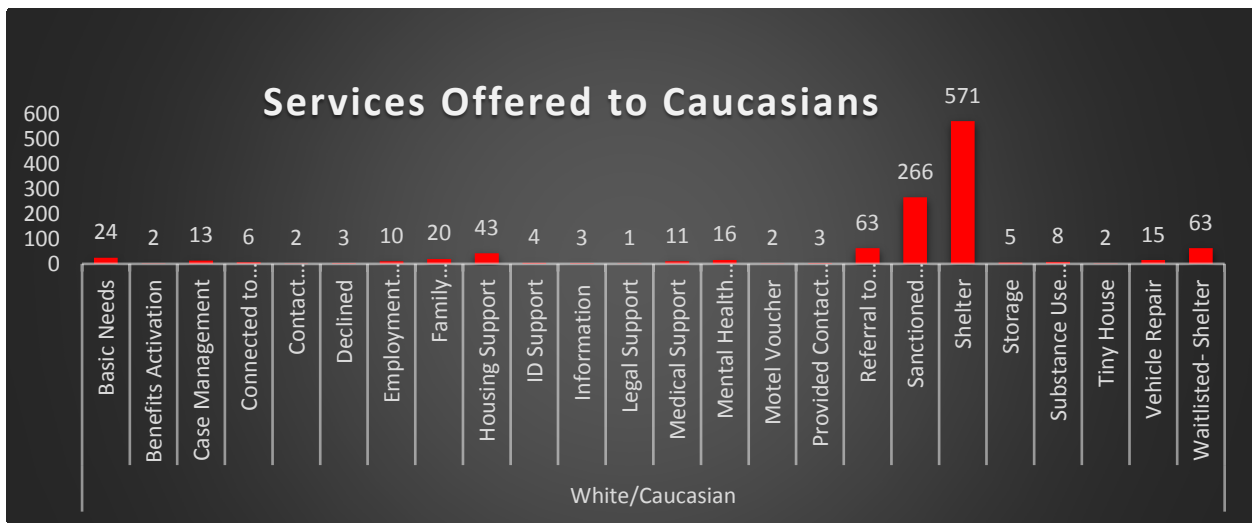 Services Offered to Caucasians
600
500
400
300
200
100
0
24
2
13
6
2
3
10
20
43
4
3
1
11
16
2
3
63
266
571
5
8
2
15
63
Basic Needs
Benefits Activation
Case Management
Connected to…
Contact…
Declined
Employment…
Family…
Housing Support
ID Support
Information
Legal Support
Medical Support
Mental Health…
Motel Voucher
Provided Contact…
Referral to…
Sanctioned…
Shelter
Storage
Substance Use…
Tiny House
Vehicle Repair
Waitlisted- Shelter
White/Caucasian